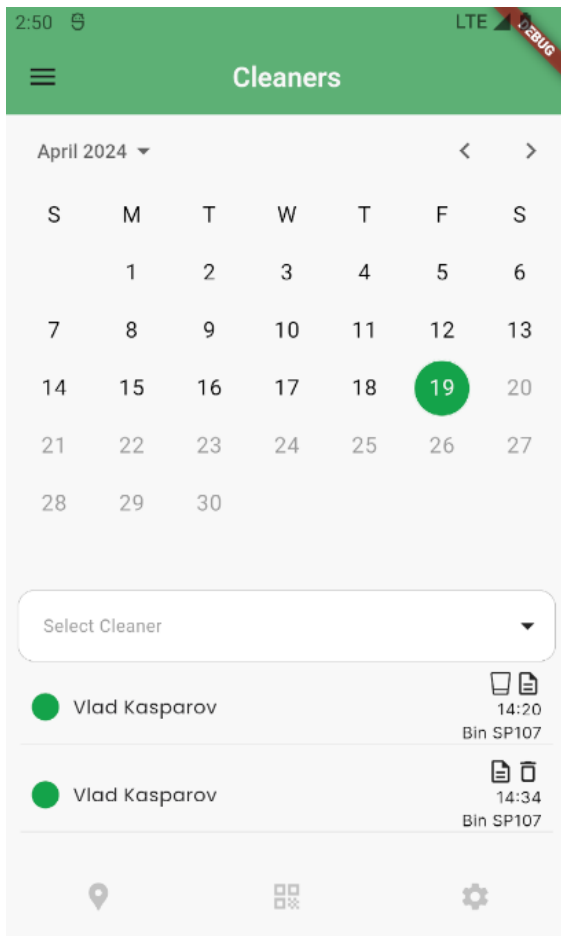 2:50 LTE DEBUG
Cleaners
April 2024
S M T W T F S
1 2 3 4 5 6
7 8 9 10 11 12 13
14 15 16 17 18 19 20
21 22 23 24 25 26 27
28 29 30
Select Cleaner
Vlad Kasparov
14:20
Bin SP107
Vlad Kasparov
14:34
Bin SP107